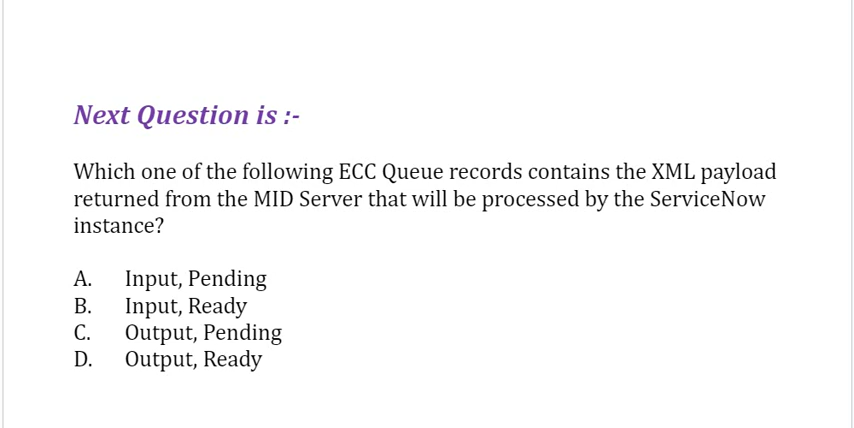 Next Question is :-
Which one of the following ECC Queue records contains the XML payload
returned from the MID Server that will be processed by the ServiceNow
instance?
A. Input, Pending
B. Input, Ready
C. Output, Pending
D. Output, Ready